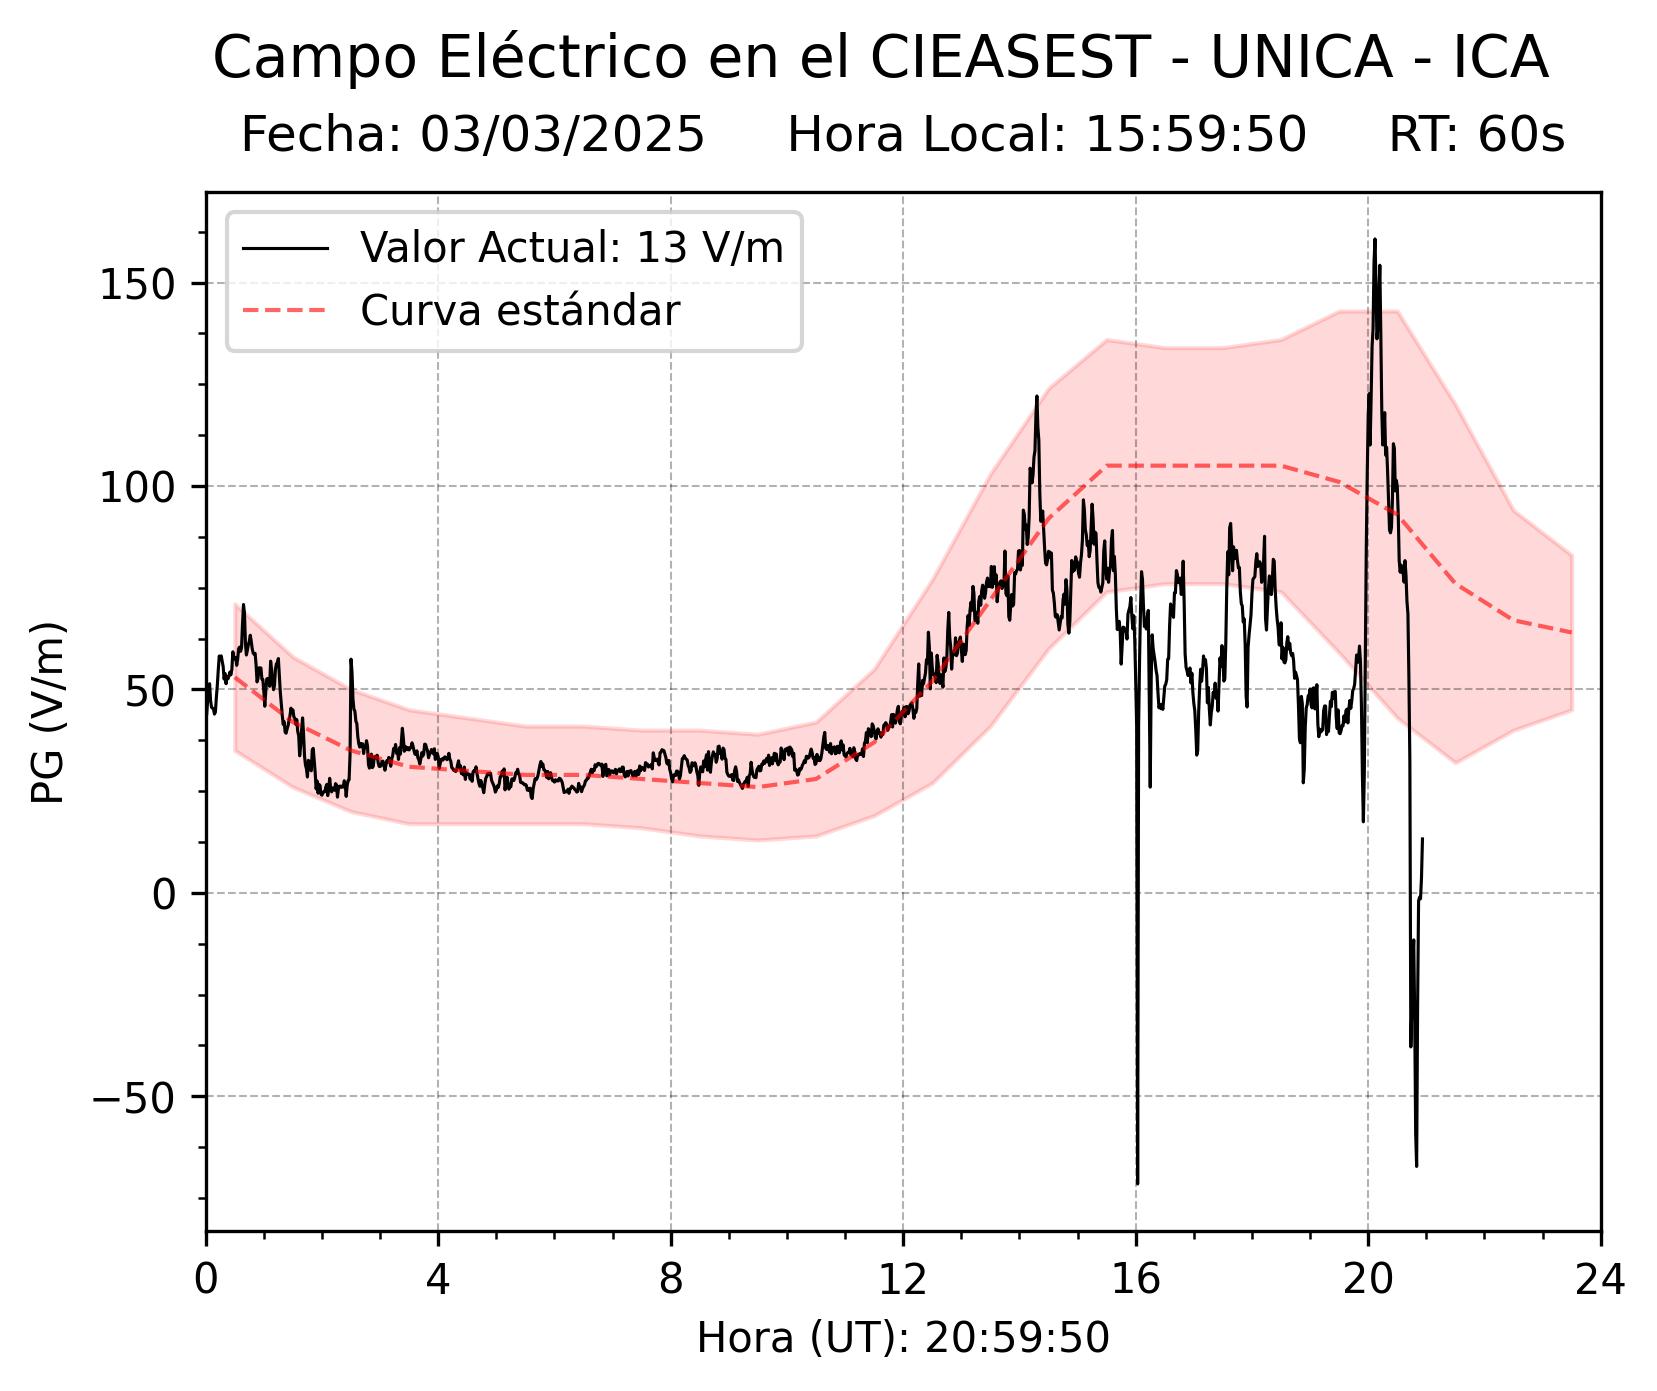 Campo Eléctrico en el CIEASEST - UNICA - ICA
Fecha: 03/03/2025 Hora Local: 15:59:50 RT: 60s
Valor Actual: 13 V/m
Curva estándar
PG (V/m)
150
100
50
0
−50
0 4 8 12 16 20 24
Hora (UT): 20:59:50